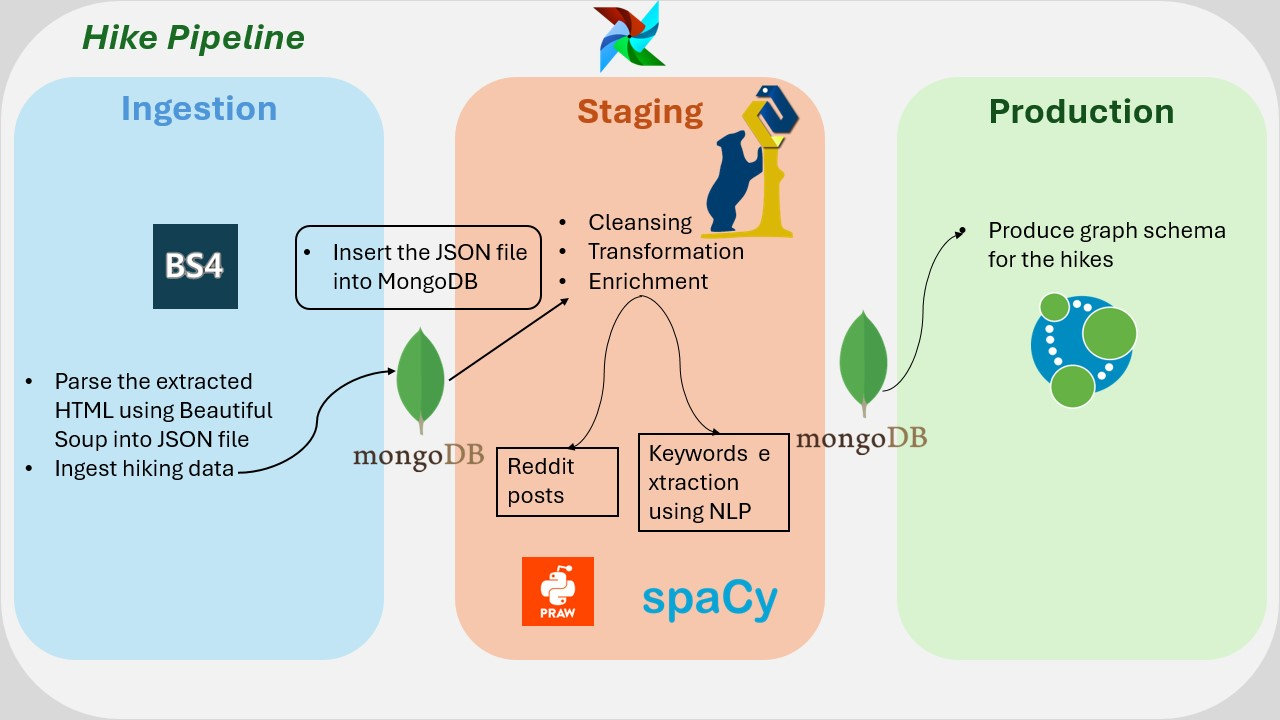 Hike Pipeline
Ingestion
BS4
• Parse the extracted
HTML using Beautiful
Soup into JSON file
• Ingest hiking data
• Insert the JSON file
into MongoDB
mongoDB
Staging
• Cleansing
• Transformation
• Enrichment
Reddit
posts
Keywords e
xtraction
using NLP
PRAW
spaCy
mongoDB
Production
• Produce graph schema
for the hikes